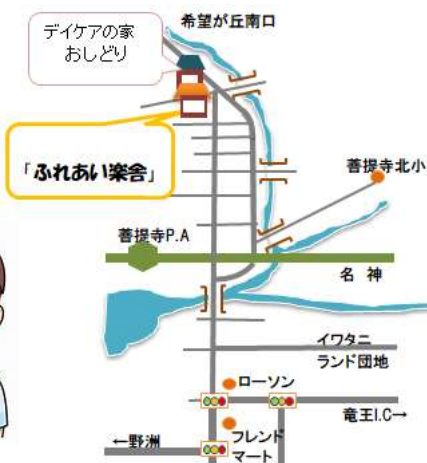 デイケアの家
おしどり
希望が丘南口
「ふれあい楽舎」
菩提寺北小
菩提寺P.A
名 神
イワタニ
ランド団地
ローソン
竜王I.C→
←野洲
フレンド
マート